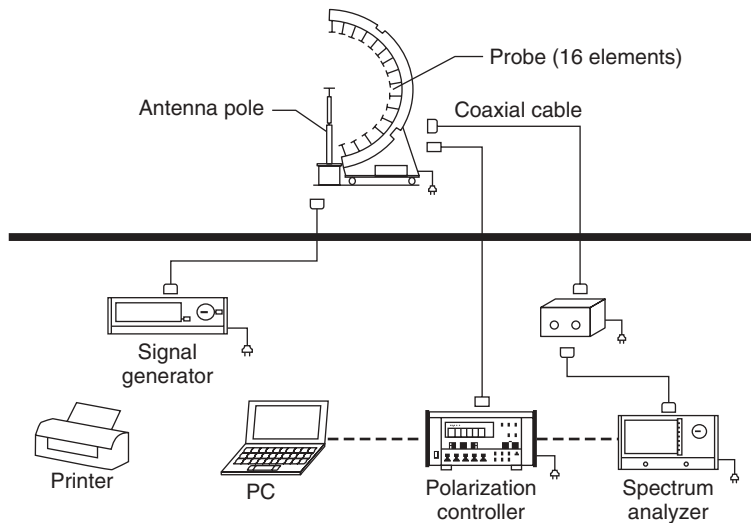 Probe (16 elements)
Antenna pole
Coaxial cable
Signal
generator
Printer
PC
Polarization
controller
Spectrum
analyzer